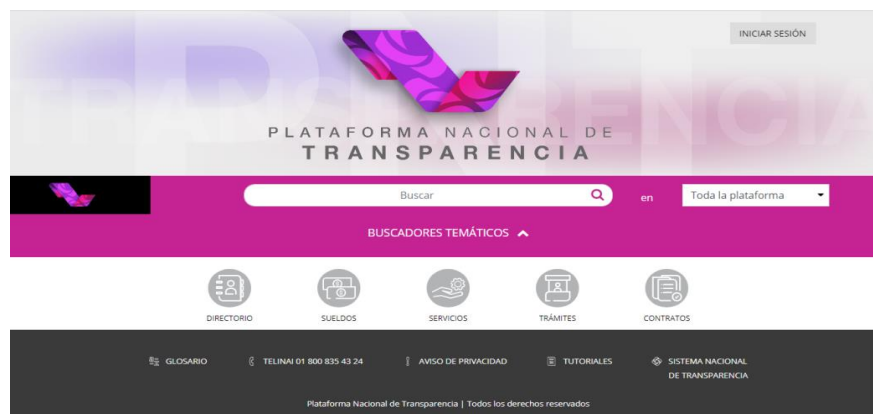 PNT
TRANSPARENCIA
INICIAR SESIÓN
PLATAFORMA NACIONAL DE
TRANSPARENCIA
Buscar
en
Toda la plataforma
BUSCADORES TEMÁTICOS
DIRECTORIO
SUELDOS
SERVICIOS
TRÁMITES
CONTRATOS
GLOSARIO
TELINAI 01 800 835 43 24
AVISO DE PRIVACIDAD
TUTORIALES
SISTEMA NACIONAL
DE TRANSPARENCIA
Plataforma Nacional de Transparencia | Todos los derechos reservados